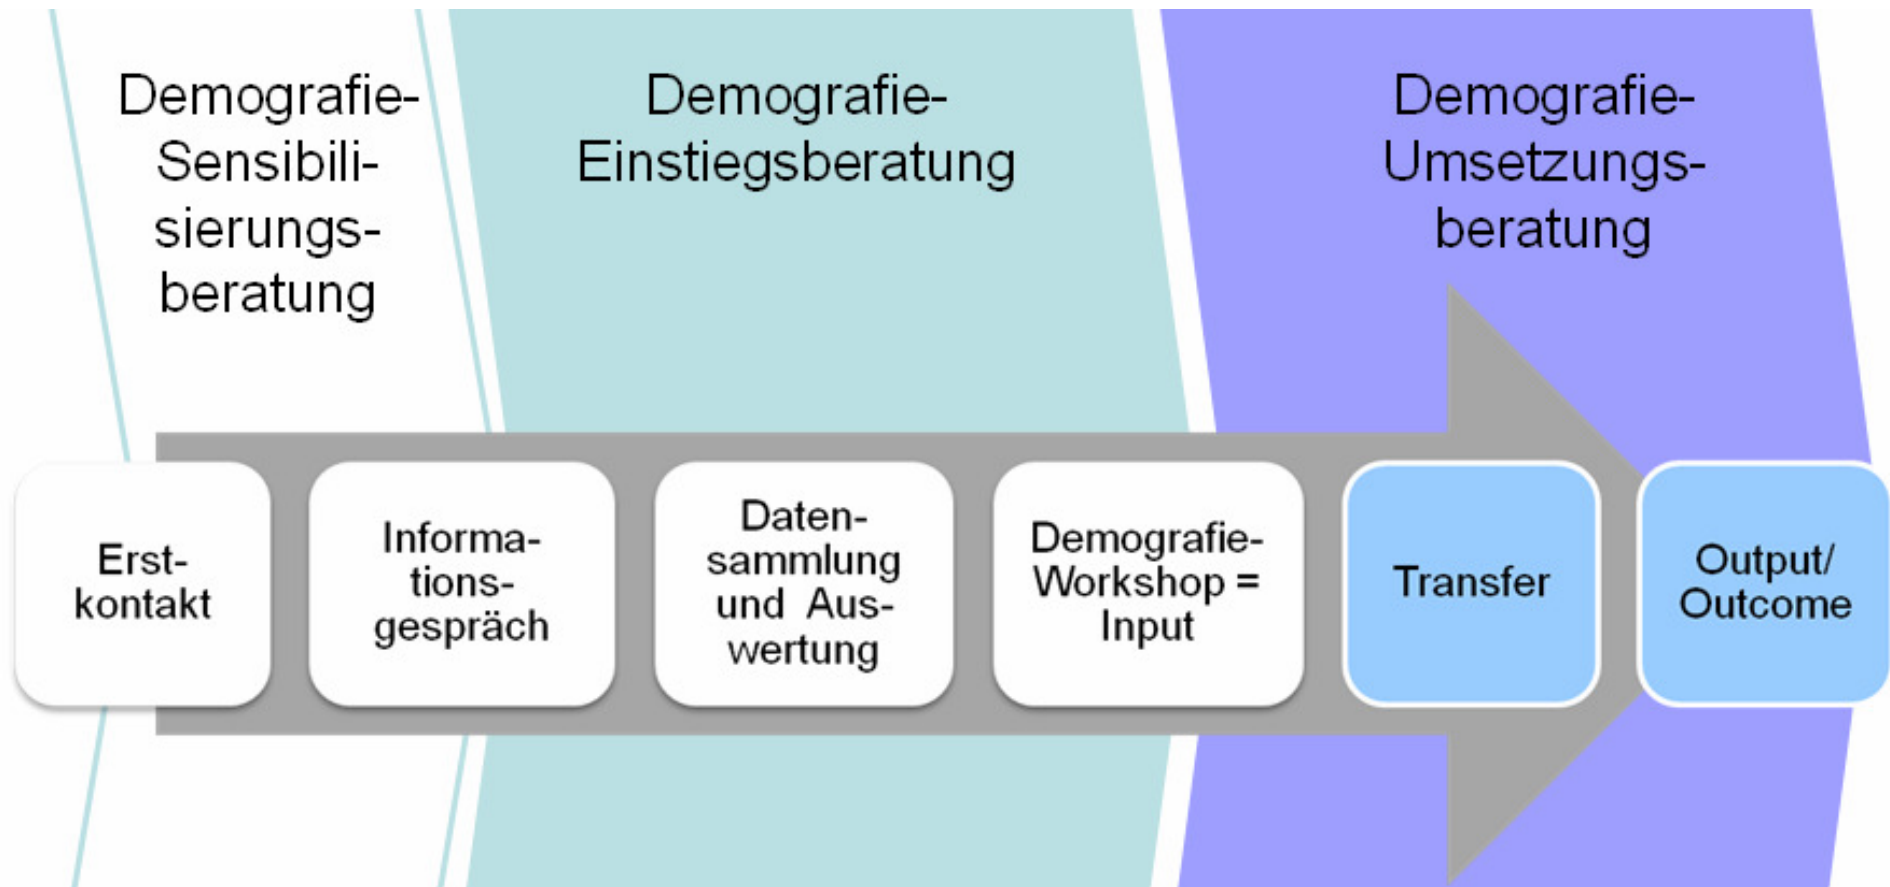 Demografie-
Sensibili-
sierungs-
beratung
Demografie-
Einstiegsberatung
Demografie-
Umsetzungs-
beratung
Erst-
kontakt
Informa-
tions-
gespräch
Daten-
sammlung
und Aus-
wertung
Demografie-
Workshop =
Input
Transfer
Output/
Outcome